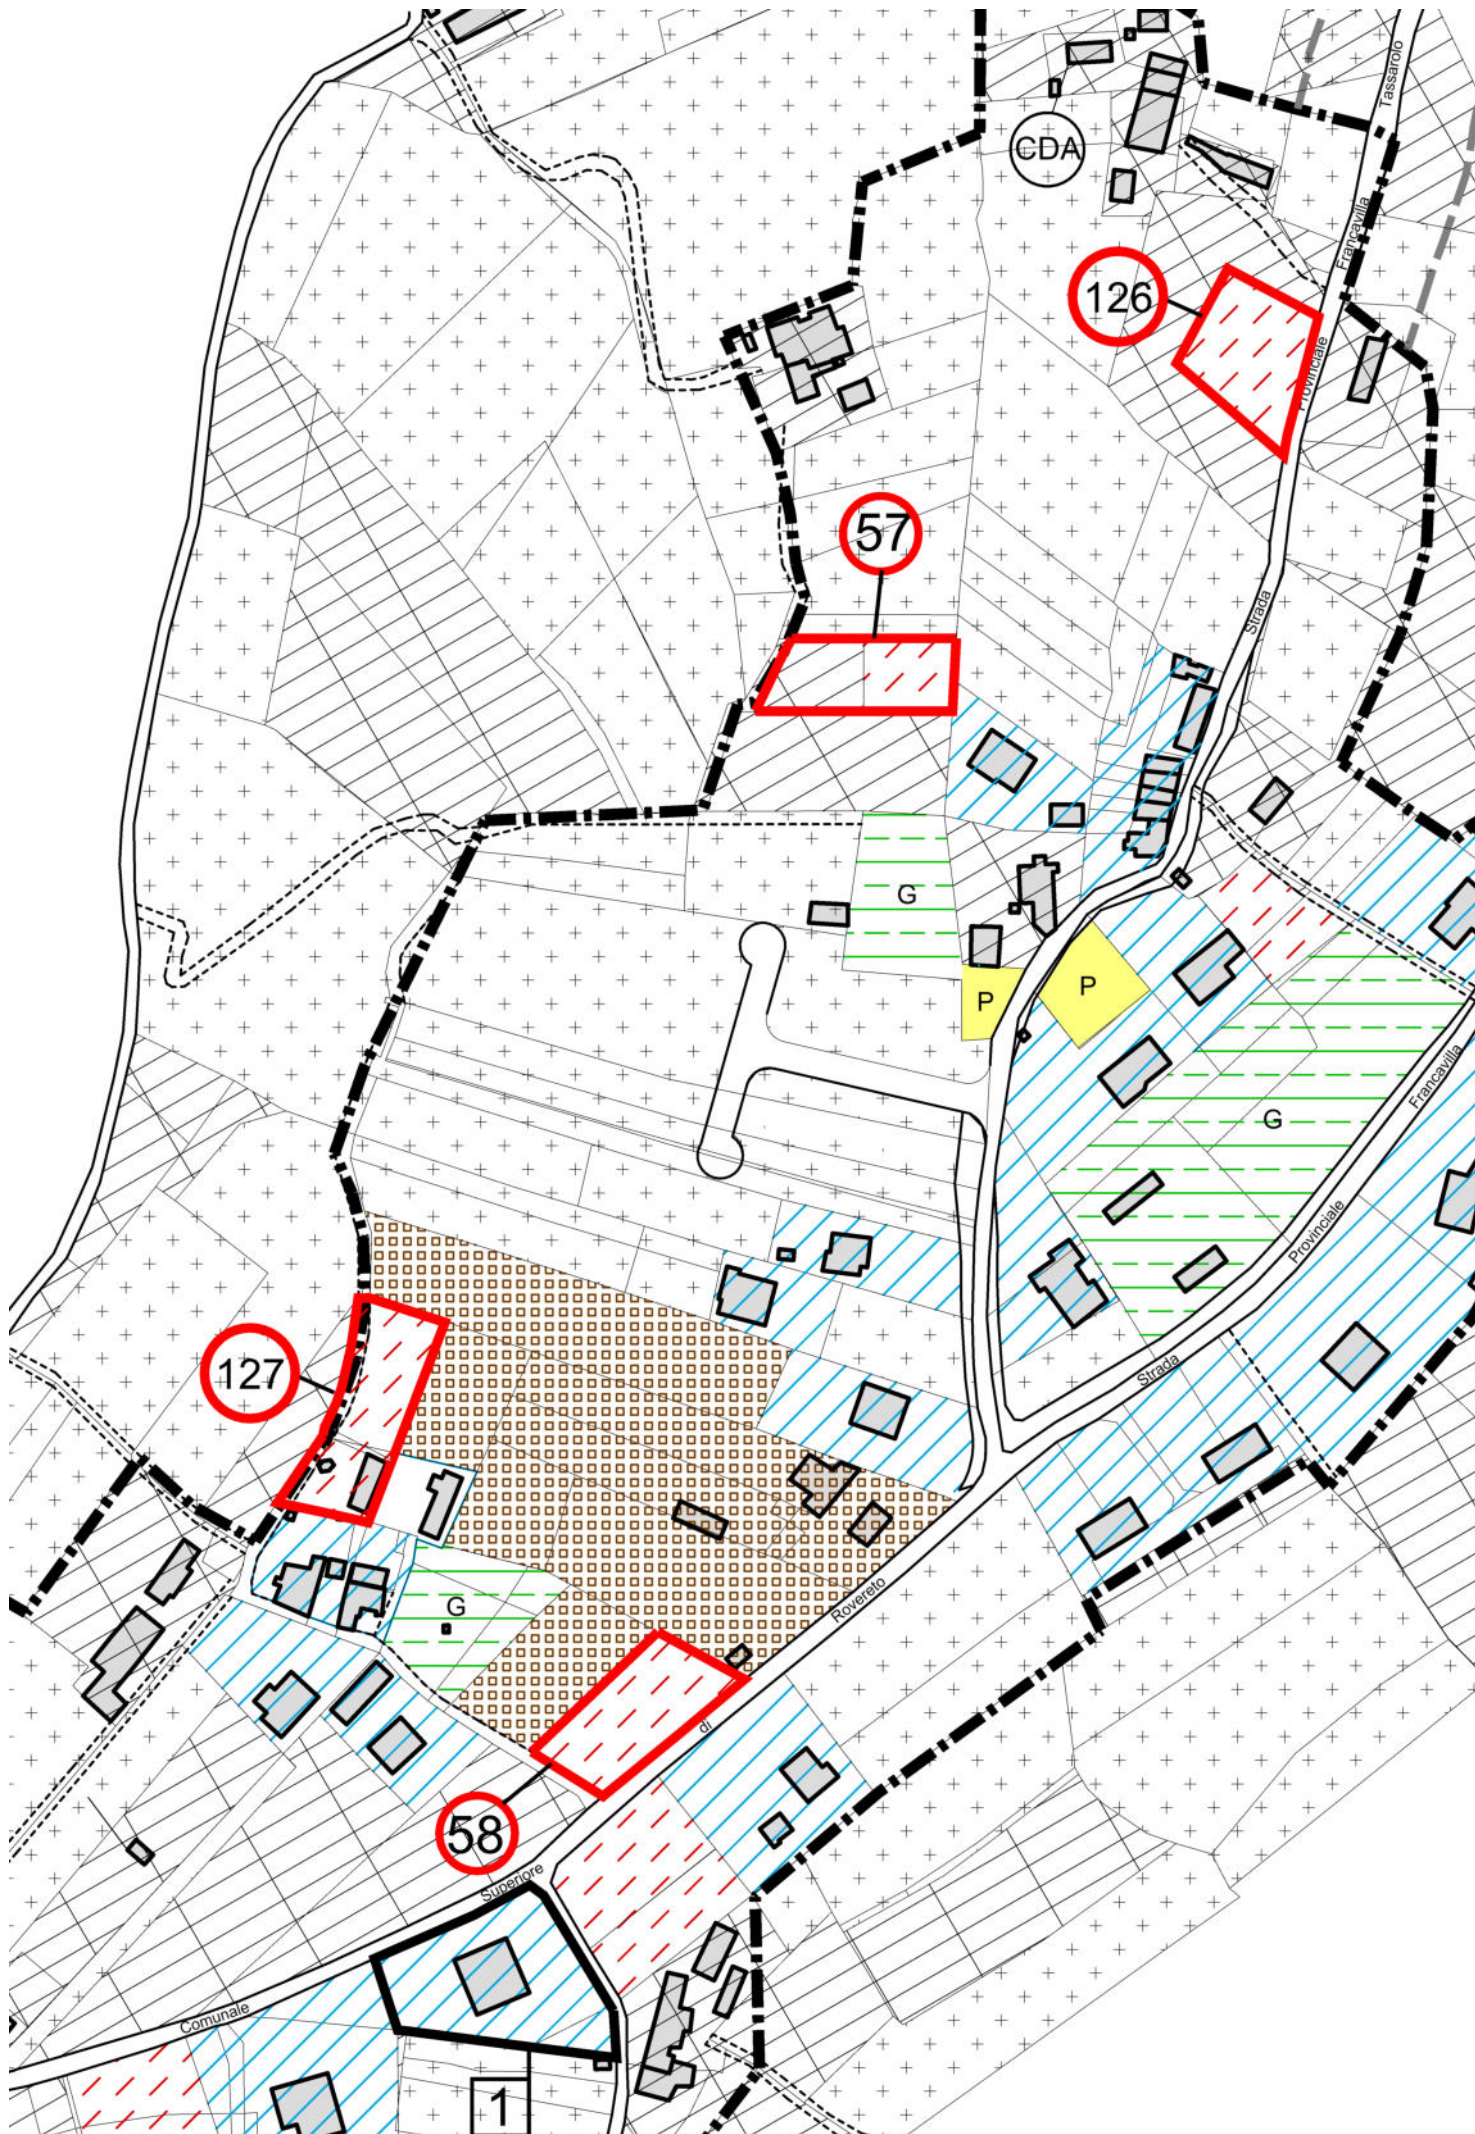 Tassarolo
CDA
Francavilla
126
Provinciale
57
Strada
G
P
P
Francavilla
G
Provinciale
127
Strada
G
Rovereto
di
58
Superiore
Comunale
1